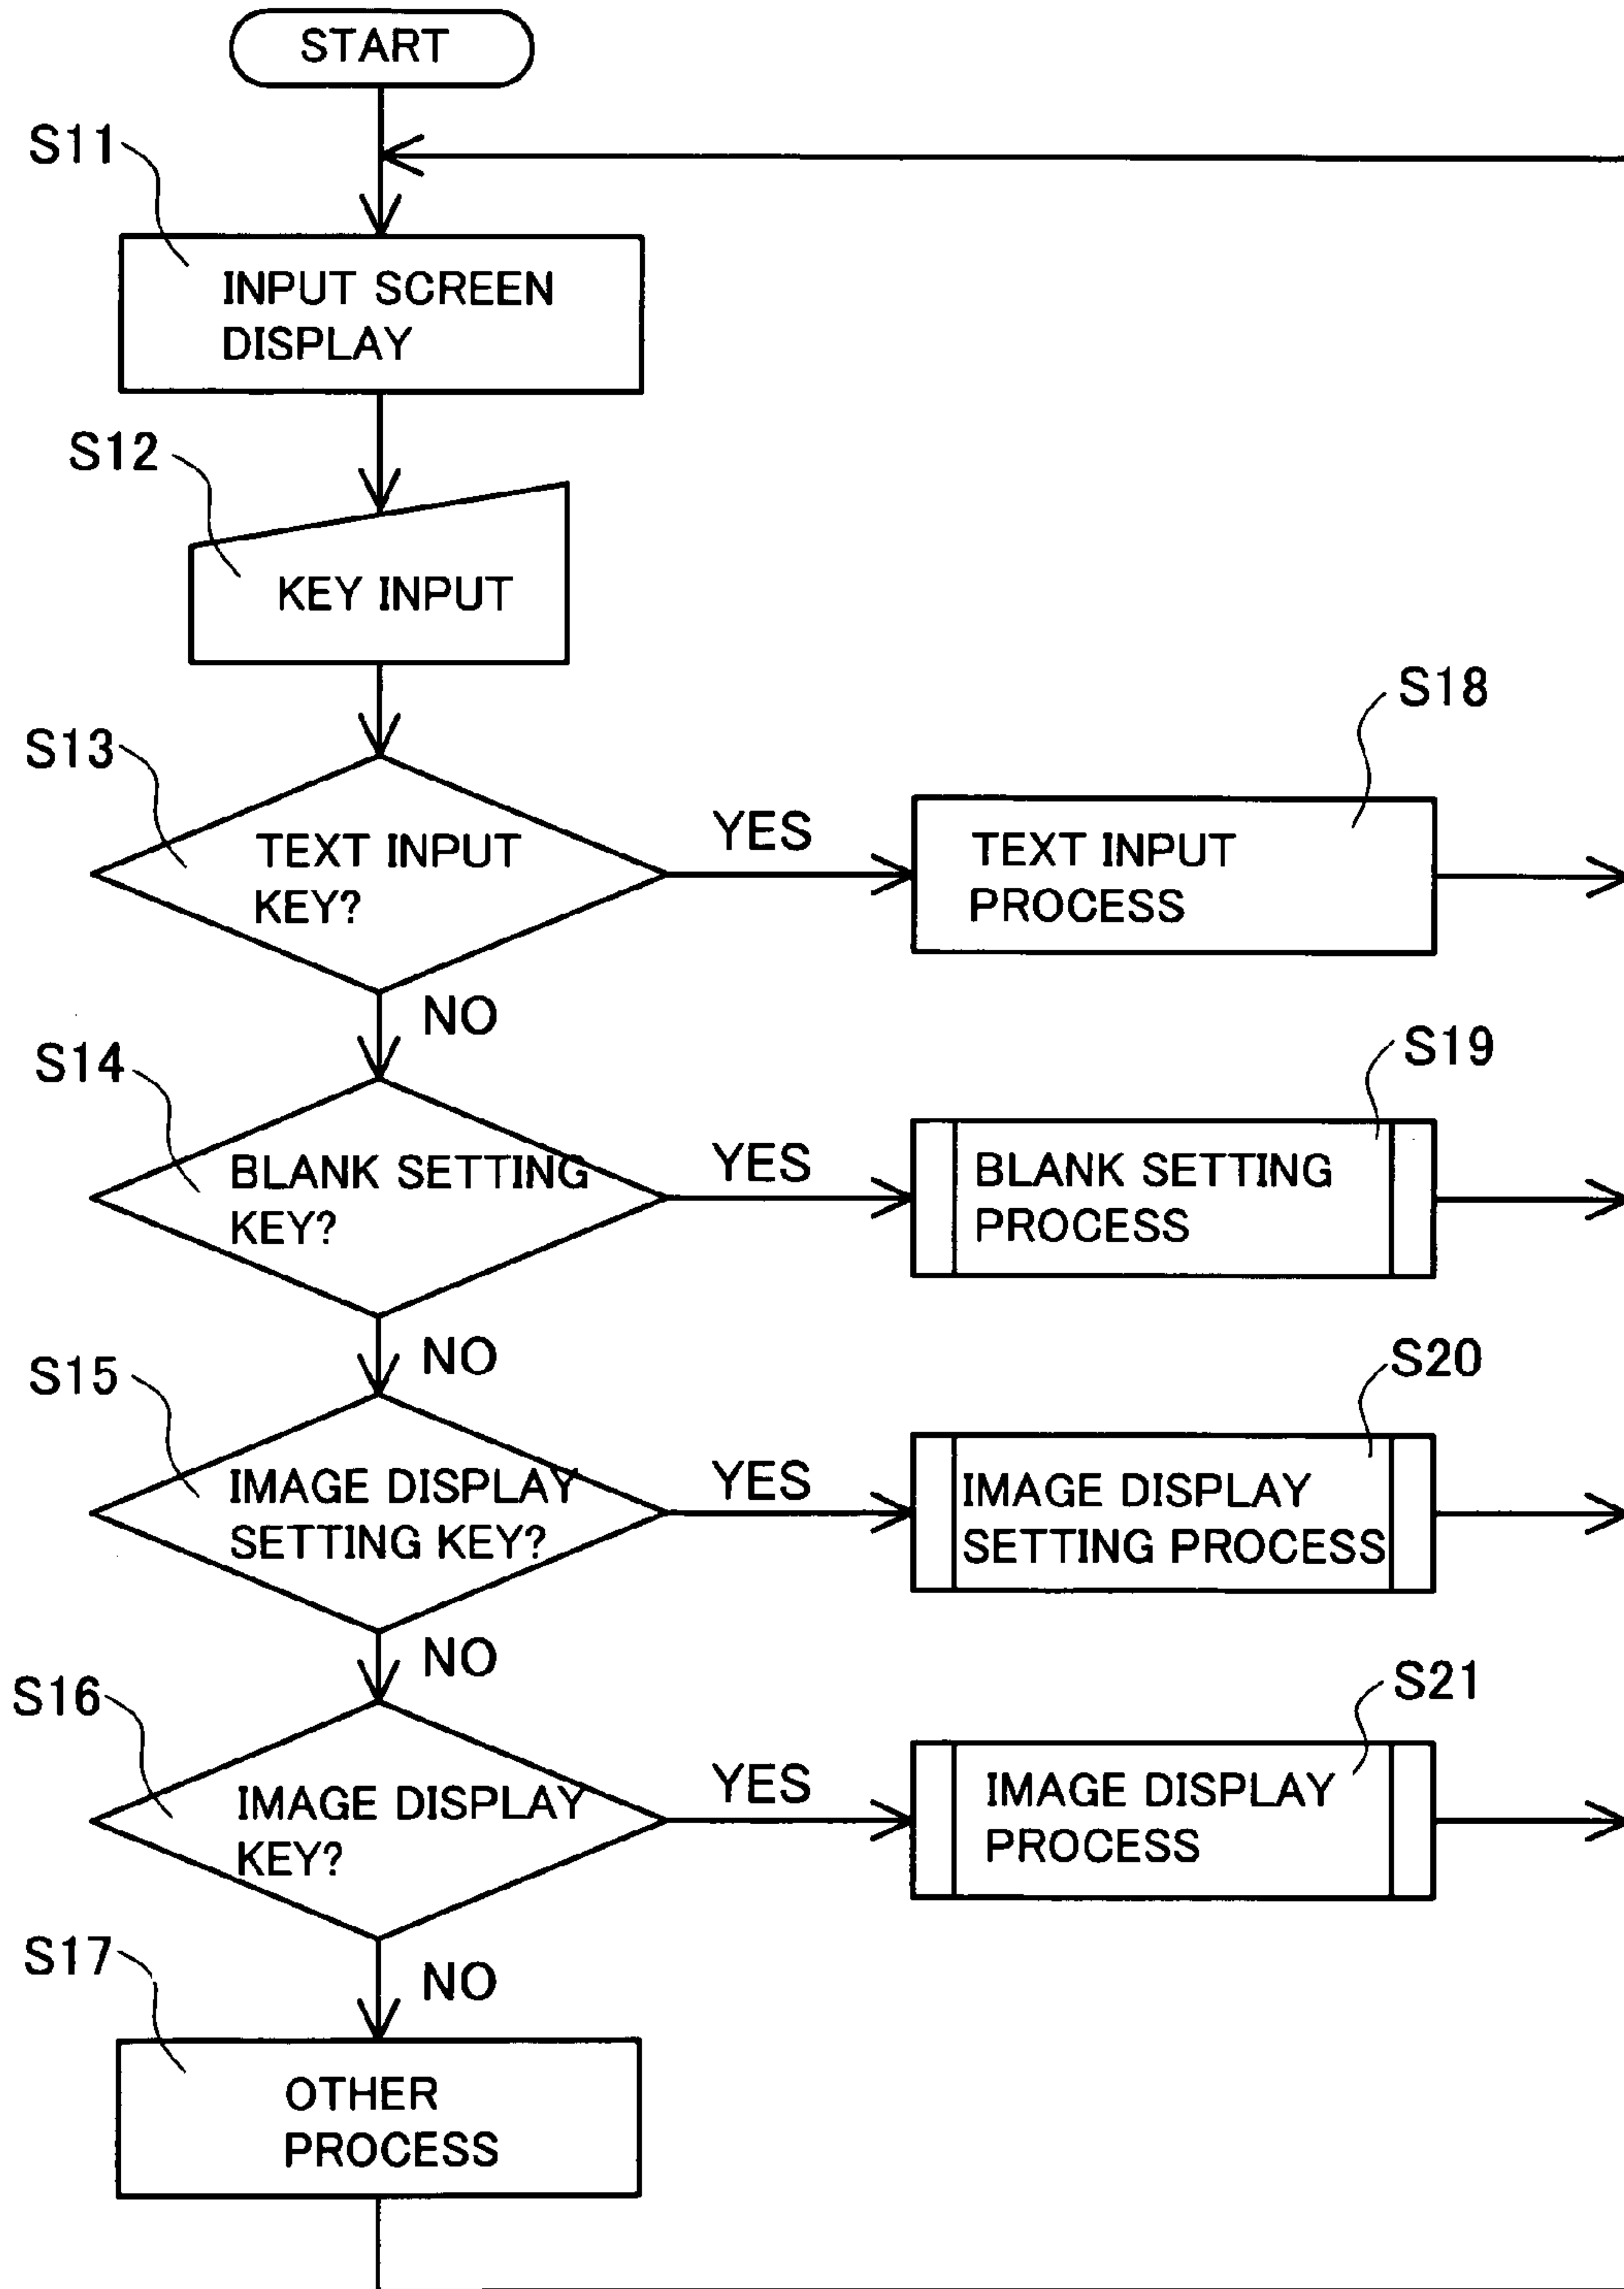 START
S11
INPUT SCREEN
DISPLAY
S12
KEY INPUT
S13
TEXT INPUT
KEY?
YES
S18
TEXT INPUT
PROCESS
NO
S14
BLANK SETTING
KEY?
YES
S19
BLANK SETTING
PROCESS
NO
S15
IMAGE DISPLAY
SETTING KEY?
YES
S20
IMAGE DISPLAY
SETTING PROCESS
NO
S16
IMAGE DISPLAY
KEY?
YES
S21
IMAGE DISPLAY
PROCESS
NO
S17
OTHER
PROCESS